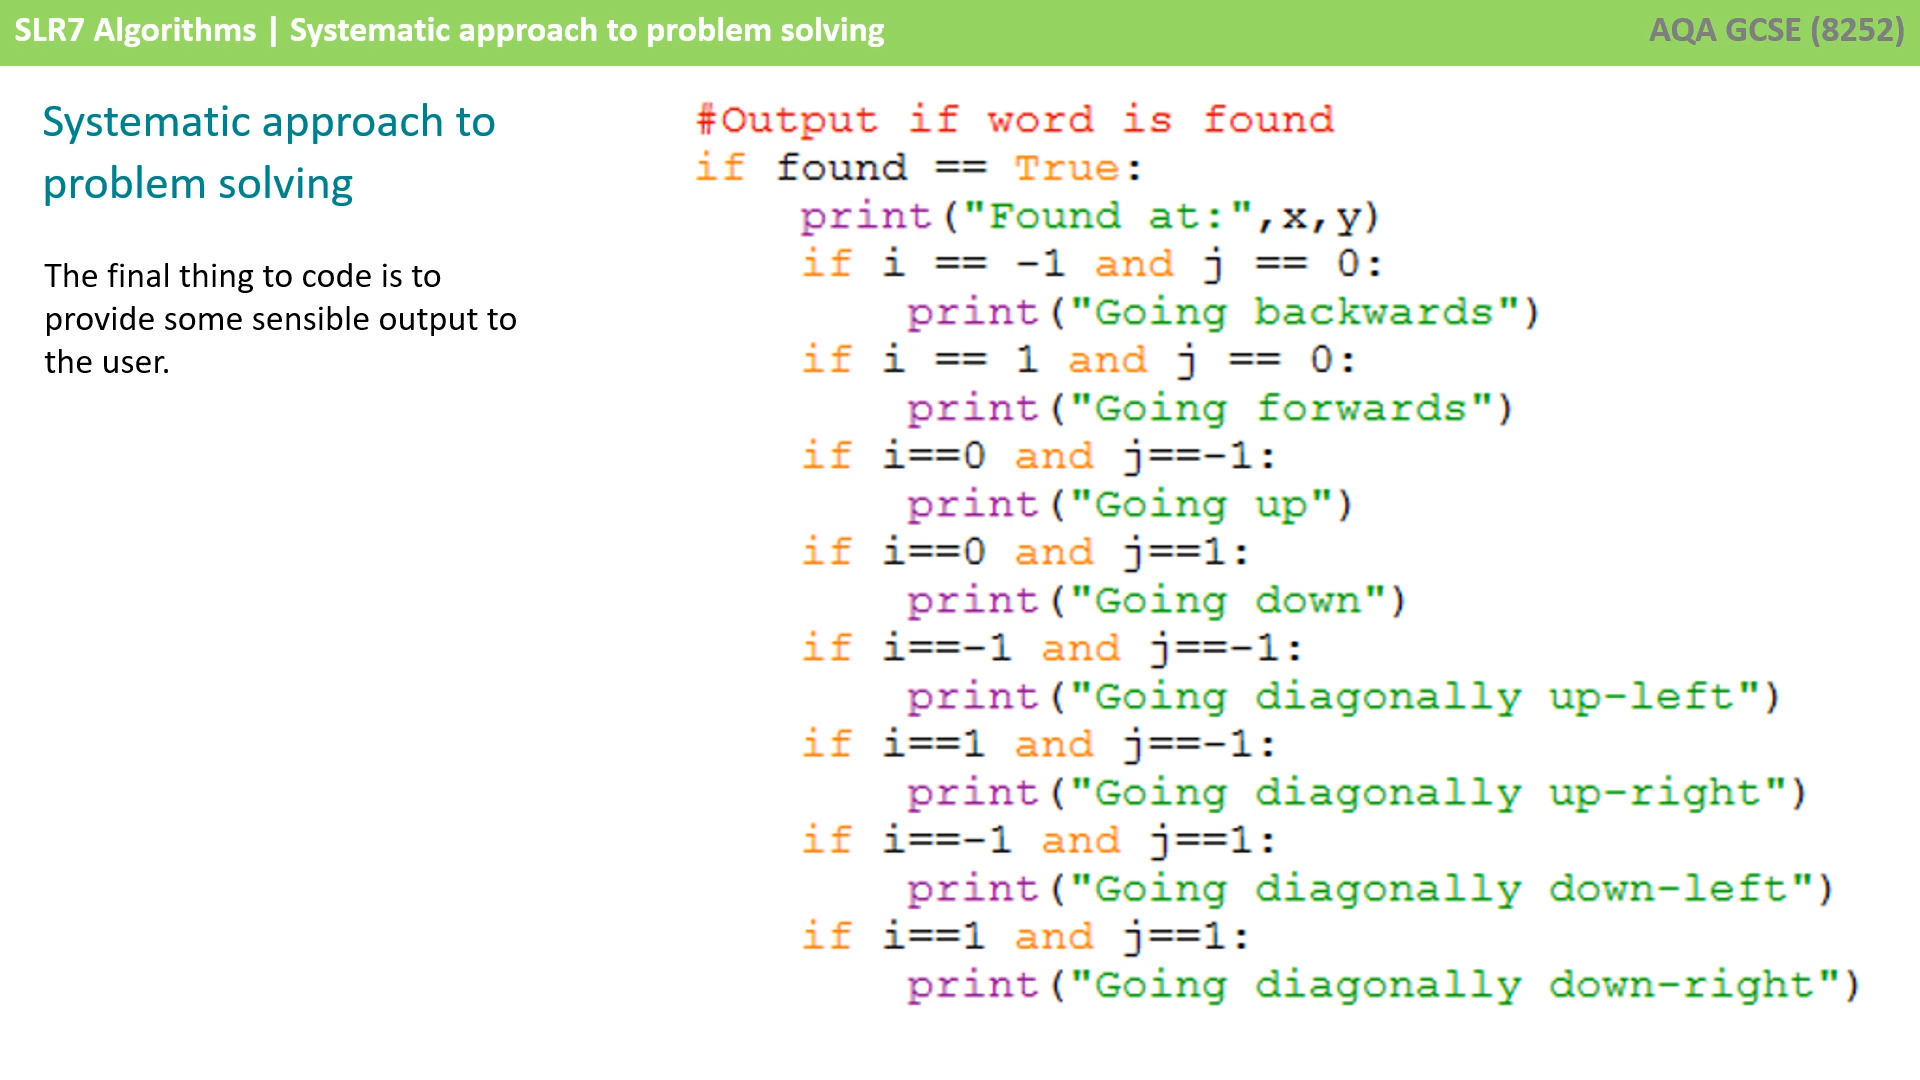 SLR7 Algorithms | Systematic approach to problem solving
AQA GCSE (8252)
Systematic approach to
problem solving
The final thing to code is to
provide some sensible output to
the user.
#Output if word is found
if found == True:
    print("Found at:",x,y)
    if i == -1 and j == 0:
        print("Going backwards")
    if i == 1 and j == 0:
        print("Going forwards")
    if i==0 and j==-1:
        print("Going up")
    if i==0 and j==1:
        print("Going down")
    if i==-1 and j==-1:
        print("Going diagonally up-left")
    if i==1 and j==-1:
        print("Going diagonally up-right")
    if i==-1 and j==1:
        print("Going diagonally down-left")
    if i==1 and j==1:
        print("Going diagonally down-right")